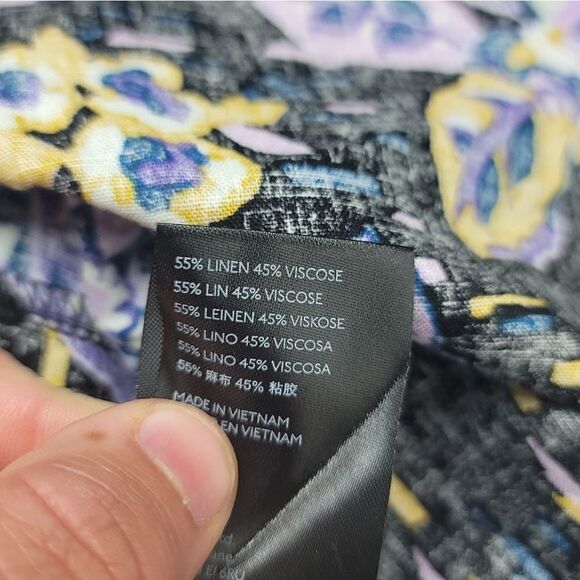 55% LINEN 45% VISCOSE
55% LIN 45% VISCOSE
55% LEINEN 45% VISKOSE
55% LINO 45% VISCOSA
55% LINO 45% VISCOSA
55% 麻布 45% 粘胶
MADE IN VIETNAM
EN VIETNAM